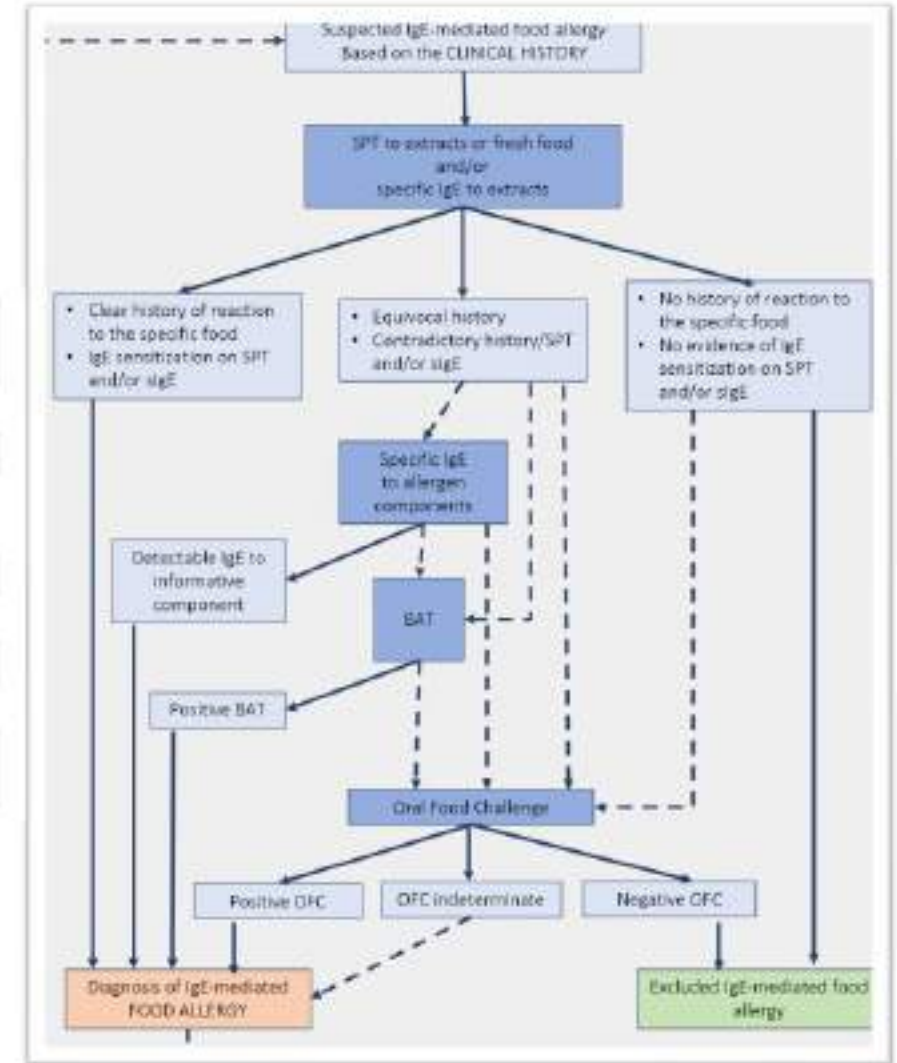 Suspected IgE-mediated food allergy
Based on the CLINICAL HISTORY
SPT to extracts or fresh food
and/or
specific IgE to extracts
• Clear history of reaction
to the specific food
• IgE sensitization on SPT
and/or sIgE
• Equivocal history
• Contradictory history/SPT
and/or sIgE
• No history of reaction to
the specific food
• No evidence of IgE
sensitization on SPT
and/or sIgE
Specific IgE
to allergen
components
Detectable IgE to
informative
component
BAT
Positive BAT
Oral Food Challenge
Positive OFC
OFC indeterminate
Negative OFC
Diagnosis of IgE-mediated
FOOD ALLERGY
Excluded IgE-mediated food
allergy